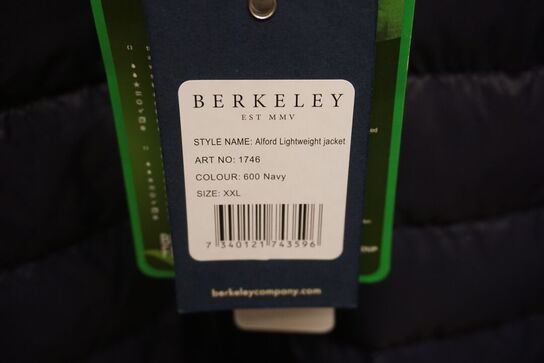 BERKELEY
EST MMV
STYLE NAME: Alford Lightweight jacket
ART NO: 1746
COLOUR: 600 Navy
SIZE: XXL
7 340121 743596
berkeleycompany.com